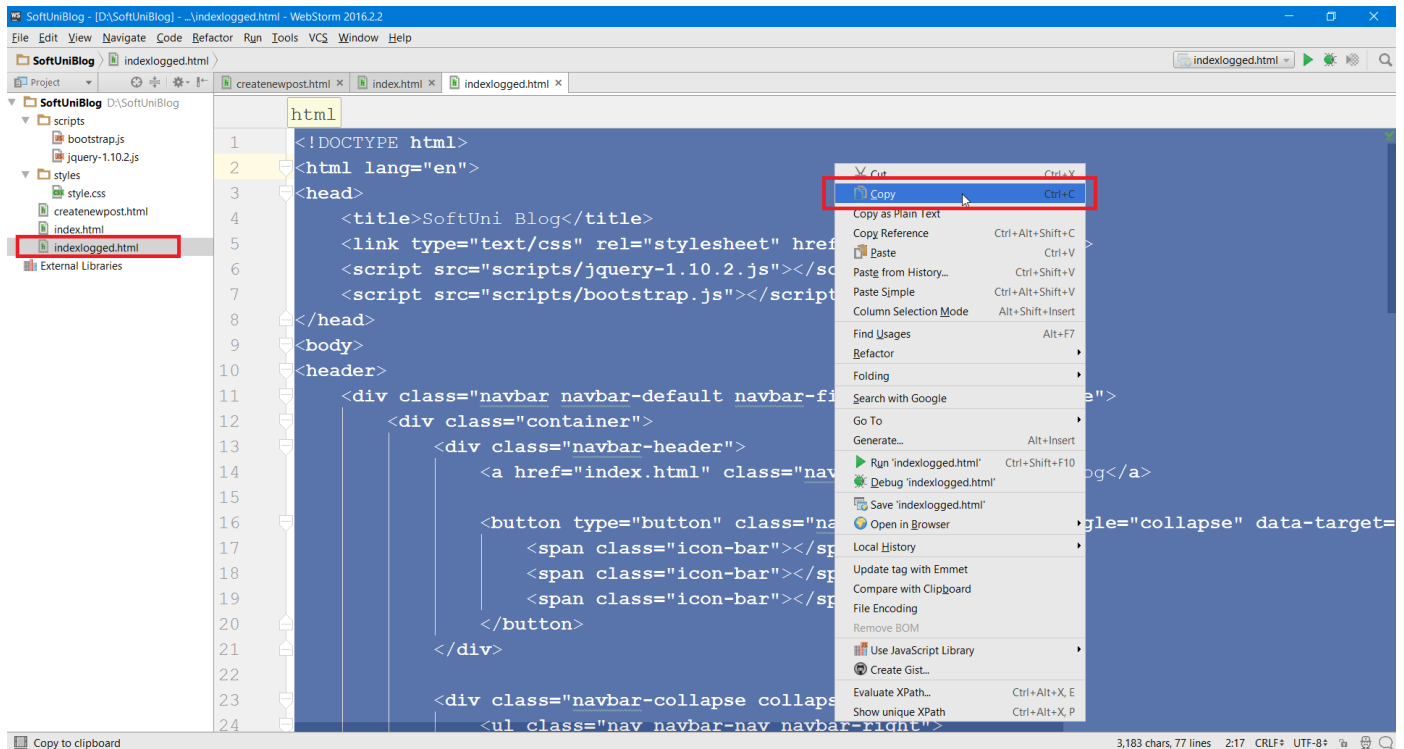 WS SoftUniBlog - [D:\SoftUniBlog] - ...\indexlogged.html - WebStorm 2016.2.2
File Edit View Navigate Code Refactor Run Tools VCS Window Help
SoftUniBlog indexlogged.html indexlogged.html
Project createnewpost.html index.html indexlogged.html
SoftUniBlog D:\SoftUniBlog
scripts
bootstrap.js
jquery-1.10.2.js
styles
style.css
createnewpost.html
index.html
indexlogged.html
External Libraries
html
1 <!DOCTYPE html>
2 <html lang="en">
3 <head>
4 <title>SoftUni Blog</title>
5 <link type="text/css" rel="stylesheet" href >
6 <script src="scripts/jquery-1.10.2.js"></sc
7 <script src="scripts/bootstrap.js"></script
8 </head>
9 <body>
10 <header>
11 <div class="navbar navbar-default navbar-fi e">
12 <div class="container">
13 <div class="navbar-header">
14 <a href="index.html" class="nav og</a>
15
16 <button type="button" class="na gle="collapse" data-target=
17 <span class="icon-bar"></sp
18 <span class="icon-bar"></sp
19 <span class="icon-bar"></sp
20 </button>
21 </div>
22
23 <div class="navbar-collapse collaps
24 <ul class="nav navbar-nav navbar-right">
Cut Ctrl+X
Copy Ctrl+C
Copy as Plain Text
Copy Reference Ctrl+Alt+Shift+C
Paste Ctrl+V
Paste from History... Ctrl+Shift+V
Paste Simple Ctrl+Alt+Shift+V
Column Selection Mode Alt+Shift+Insert
Find Usages Alt+F7
Refactor
Folding
Search with Google
Go To
Generate... Alt+Insert
Run 'indexlogged.html' Ctrl+Shift+F10
Debug 'indexlogged.html'
Save 'indexlogged.html'
Open in Browser
Local History
Update tag with Emmet
Compare with Clipboard
File Encoding
Remove BOM
Use JavaScript Library
Create Gist...
Evaluate XPath... Ctrl+Alt+X, E
Show unique XPath Ctrl+Alt+X, P
Copy to clipboard 3,183 chars, 77 lines 2:17 CRLF UTF-8